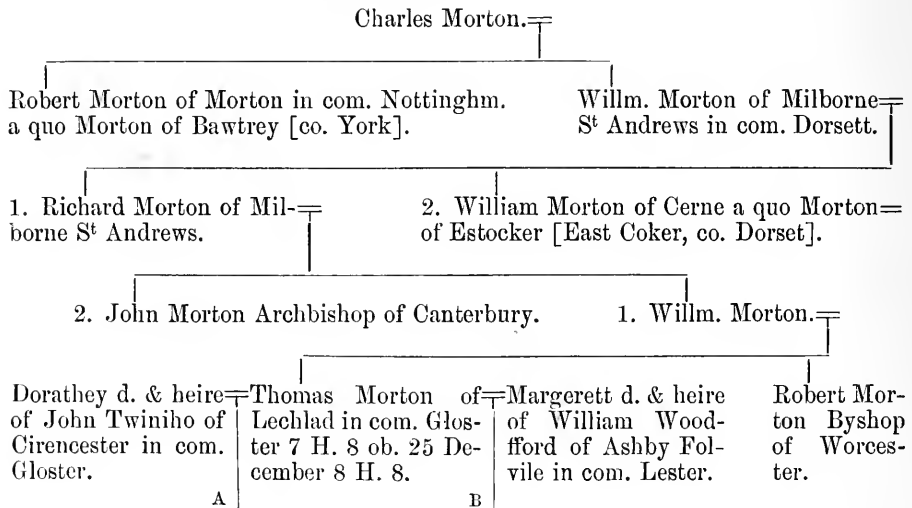 Charles Morton.
Robert Morton of Morton in com. Nottinghm.
a quo Morton of Bawtrey [co. York].
Willm. Morton of Milborne
St Andrews in com. Dorsett.
1. Richard Morton of Mil-
borne St Andrews.
2. William Morton of Cerne a quo Morton
of Estocker [East Coker, co. Dorset].
2. John Morton Archbishop of Canterbury.
1. Willm. Morton.
Dorathey d. & heire
of John Twiniho of
Cirencester in com.
Gloster.
A
Thomas Morton of
Lechlad in com. Glos-
ter 7 H. 8 ob. 25 De-
cember 8 H. 8.
B
Margerett d. & heire
of William Wood-
fford of Ashby Fol-
vile in com. Lester.
Robert Mor-
ton Byshop
of Worces-
ter.